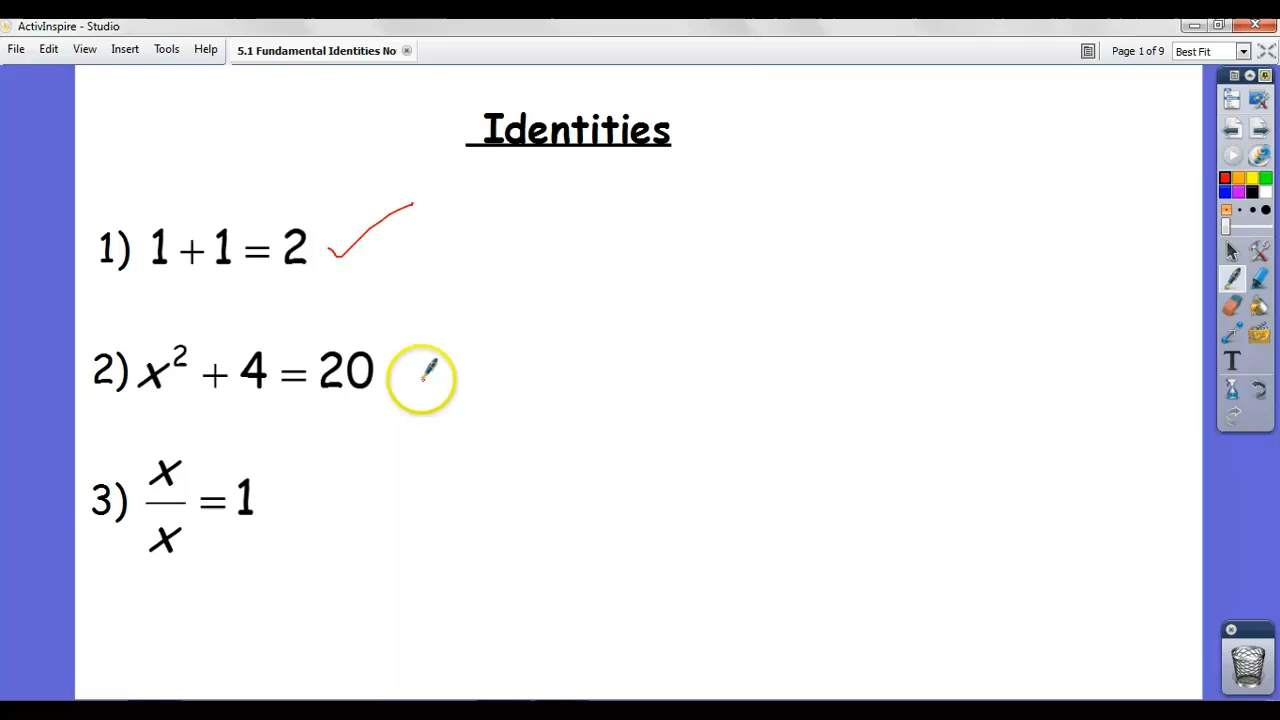 ActivInspire - Studio
File Edit View Insert Tools Help
5.1 Fundamental Identities No
Page 1 of 9 Best Fit
Identities
1) 1 + 1 = 2
2) x² + 4 = 20
3) x/x = 1
T